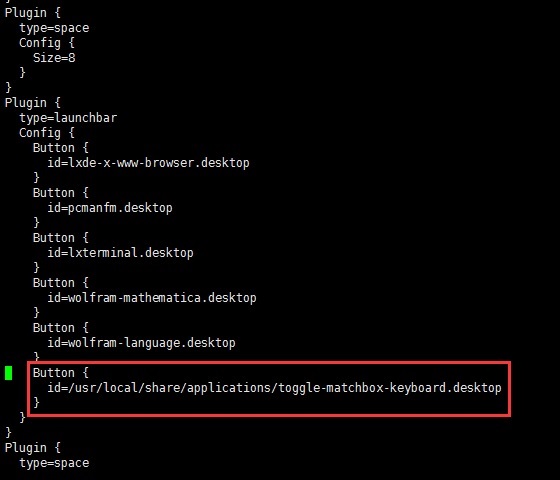 }
Plugin {
  type=space
  Config {
    Size=8
  }
}
Plugin {
  type=launchbar
  Config {
    Button {
      id=lxde-x-www-browser.desktop
    }
    Button {
      id=pcmanfm.desktop
    }
    Button {
      id=lxterminal.desktop
    }
    Button {
      id=wolfram-mathematica.desktop
    }
    Button {
      id=wolfram-language.desktop
    }
    Button {
      id=/usr/local/share/applications/toggle-matchbox-keyboard.desktop
    }
  }
}
Plugin {
  type=space